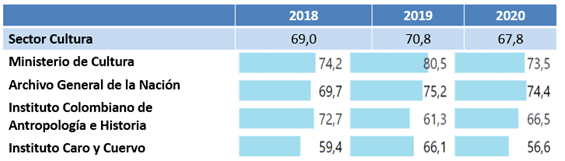 2018 2019 2020
Sector Cultura 69,0 70,8 67,8
Ministerio de Cultura 74,2 80,5 73,5
Archivo General de la Nación 69,7 75,2 74,4
Instituto Colombiano de
Antropología e Historia 72,7 61,3 66,5
Instituto Caro y Cuervo 59,4 66,1 56,6